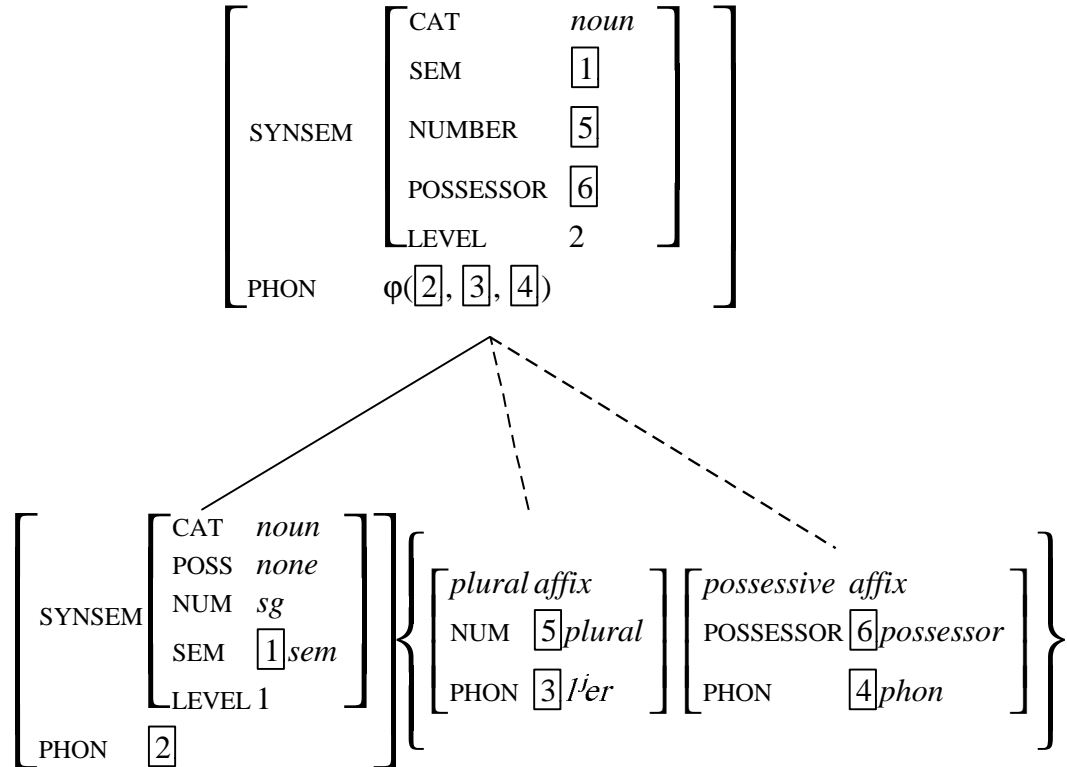 CAT noun
SEM 1
SYNSEM NUMBER 5
POSSESSOR 6
LEVEL 2
PHON φ(2, 3, 4)
CAT noun
POSS none
SYNSEM NUM sg
SEM 1 sem
LEVEL 1
PHON 2
plural affix
NUM 5 plural
PHON 3 lʲer
possessive affix
POSSESSOR 6 possessor
PHON 4 phon